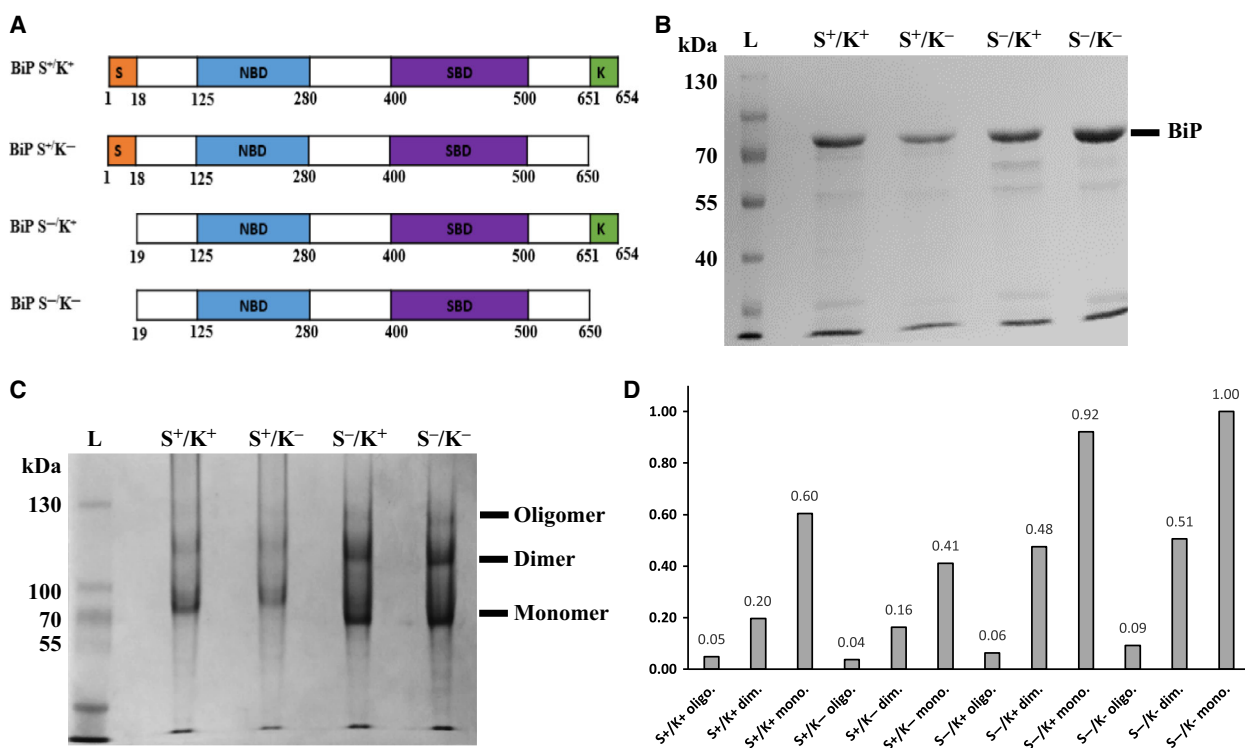 A
BiP S⁺/K⁺
S NBD SBD K
1 18 125 280 400 500 651 654
BiP S⁺/K⁻
S NBD SBD
1 18 125 280 400 500 650
BiP S⁻/K⁺
NBD SBD K
19 125 280 400 500 651 654
BiP S⁻/K⁻
NBD SBD
19 125 280 400 500 650
B
kDa L S⁺/K⁺ S⁺/K⁻ S⁻/K⁺ S⁻/K⁻
130
BiP
70
55
40
C
L S⁺/K⁺ S⁺/K⁻ S⁻/K⁺ S⁻/K⁻
kDa
130
Oligomer
Dimer
100
Monomer
70
55
D
1.00
0.80
0.60
0.40
0.20
0.00
0.05 0.20 0.60 0.04 0.16 0.41 0.06 0.48 0.92 0.09 0.51 1.00
S+/K+ oligo.
S+/K+ dim.
S+/K+ mono.
S+/K− oligo.
S+/K− dim.
S+/K− mono.
S−/K+ oligo.
S−/K+ dim.
S−/K+ mono.
S−/K- oligo.
S−/K- dim.
S−/K- mono.